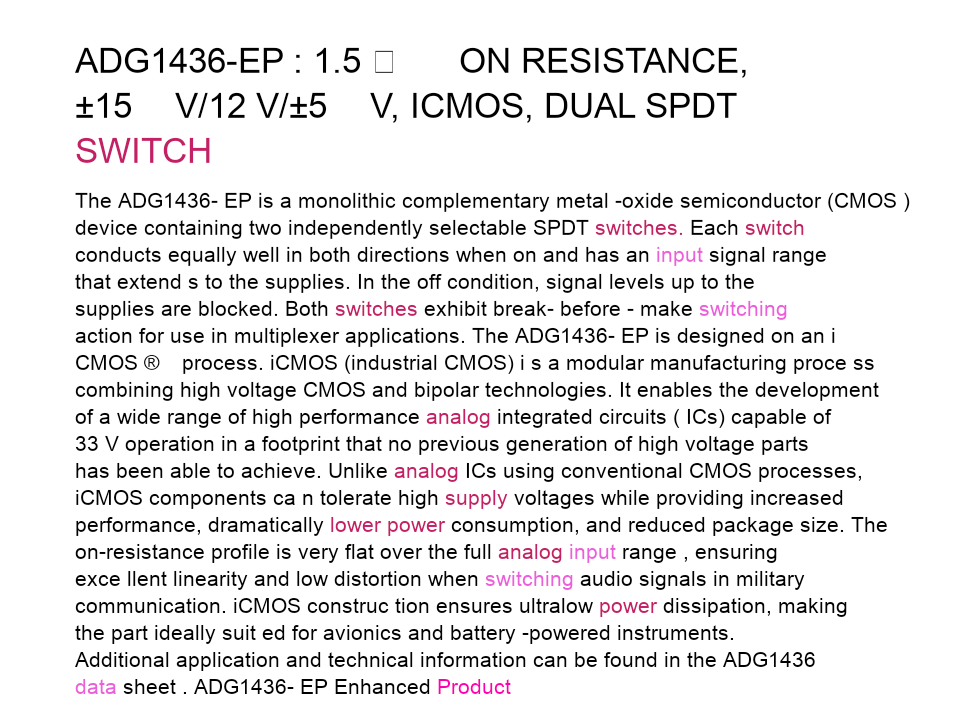 ADG1436-EP : 1.5 □ ON RESISTANCE,
±15 V/12 V/±5 V, ICMOS, DUAL SPDT
SWITCH
The ADG1436- EP is a monolithic complementary metal -oxide semiconductor (CMOS )
device containing two independently selectable SPDT switches. Each switch
conducts equally well in both directions when on and has an input signal range
that extend s to the supplies. In the off condition, signal levels up to the
supplies are blocked. Both switches exhibit break- before - make switching
action for use in multiplexer applications. The ADG1436- EP is designed on an i
CMOS ® process. iCMOS (industrial CMOS) i s a modular manufacturing proce ss
combining high voltage CMOS and bipolar technologies. It enables the development
of a wide range of high performance analog integrated circuits ( ICs) capable of
33 V operation in a footprint that no previous generation of high voltage parts
has been able to achieve. Unlike analog ICs using conventional CMOS processes,
iCMOS components ca n tolerate high supply voltages while providing increased
performance, dramatically lower power consumption, and reduced package size. The
on-resistance profile is very flat over the full analog input range , ensuring
exce llent linearity and low distortion when switching audio signals in military
communication. iCMOS construc tion ensures ultralow power dissipation, making
the part ideally suit ed for avionics and battery -powered instruments.
Additional application and technical information can be found in the ADG1436
data sheet . ADG1436- EP Enhanced Product